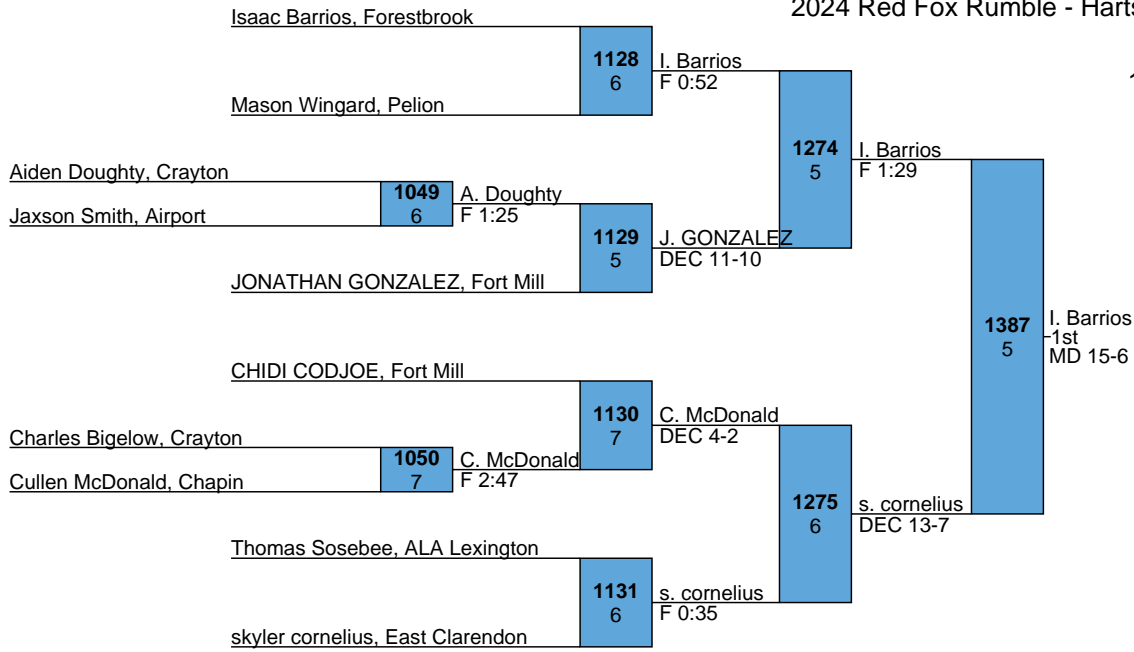 2024 Red Fox Rumble - Harts
Isaac Barrios, Forestbrook
1128
6
I. Barrios
F 0:52
Mason Wingard, Pelion
1274
5
I. Barrios
F 1:29
Aiden Doughty, Crayton
1049
6
A. Doughty
F 1:25
Jaxson Smith, Airport
1129
5
J. GONZALEZ
DEC 11-10
JONATHAN GONZALEZ, Fort Mill
1387
5
I. Barrios
1st
MD 15-6
CHIDI CODJOE, Fort Mill
1130
7
C. McDonald
DEC 4-2
Charles Bigelow, Crayton
1050
7
C. McDonald
F 2:47
Cullen McDonald, Chapin
1275
6
s. cornelius
DEC 13-7
Thomas Sosebee, ALA Lexington
1131
6
s. cornelius
F 0:35
skyler cornelius, East Clarendon